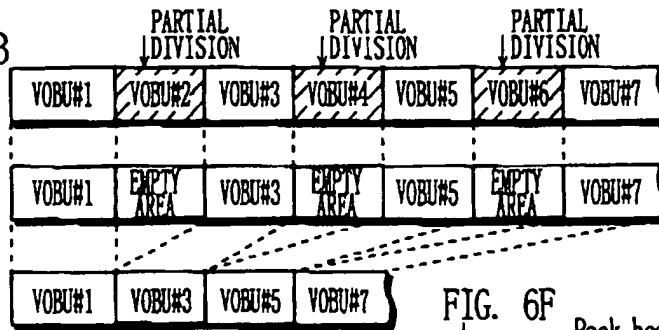 PARTIAL DIVISION PARTIAL DIVISION PARTIAL DIVISION
B
VOBU#1 VOBU#2 VOBU#3 VOBU#4 VOBU#5 VOBU#6 VOBU#7
VOBU#1 EMPTY AREA VOBU#3 EMPTY AREA VOBU#5 EMPTY AREA VOBU#7
VOBU#1 VOBU#3 VOBU#5 VOBU#7
FIG. 6F